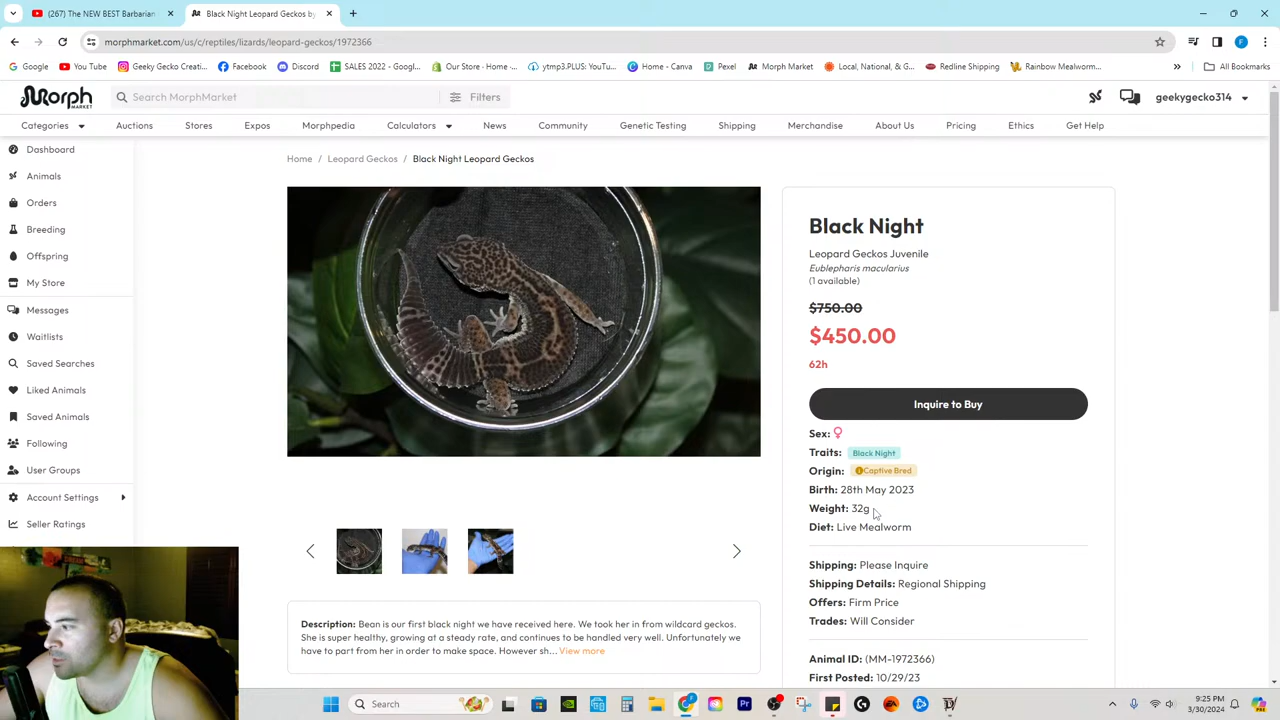 (267) The NEW BEST Barbarian
Black Night Leopard Geckos by
morphmarket.com/us/c/reptiles/lizards/leopard-geckos/1972366
Google
You Tube
Geeky Gecko Creati...
Facebook
Discord
SALES 2022 - Googl...
Our Store - Home -...
ytmp3.PLUS: YouTu...
Home - Canva
Pexel
Morph Market
Local, National, & G...
Redline Shipping
Rainbow Mealworm...
All Bookmarks
Morph
MARKET
Search MorphMarket
Filters
geekygecko314
Categories
Auctions
Stores
Expos
Morphpedia
Calculators
News
Community
Genetic Testing
Shipping
Merchandise
About Us
Pricing
Ethics
Get Help
Dashboard
Animals
Orders
Breeding
Offspring
My Store
Messages
Waitlists
Saved Searches
Liked Animals
Saved Animals
Following
User Groups
Account Settings
Seller Ratings
Home / Leopard Geckos / Black Night Leopard Geckos
Black Night
Leopard Geckos Juvenile
Eublepharis macularius
(1 available)
$750.00
$450.00
62h
Inquire to Buy
Sex: ♀
Traits: Black Night
Origin: Captive Bred
Birth: 28th May 2023
Weight: 32g
Diet: Live Mealworm
Shipping: Please Inquire
Shipping Details: Regional Shipping
Offers: Firm Price
Trades: Will Consider
Animal ID: (MM-1972366)
First Posted: 10/29/23
Description: Bean is our first black night we have received here. We took her in from wildcard geckos.
She is super healthy, growing at a steady rate, and continues to be handled very well. Unfortunately we
have to part from her in order to make space. However sh... View more
Search
9:25 PM
3/30/2024